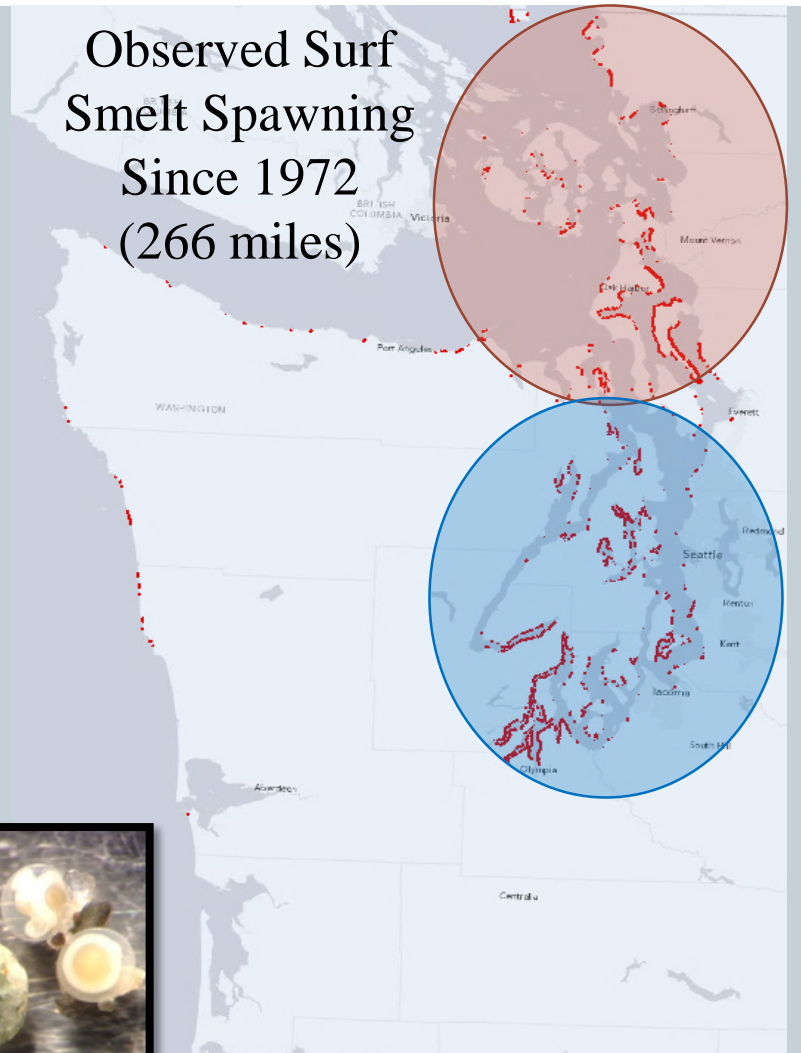 Observed Surf
Smelt Spawning
Since 1972
(266 miles)
Bellingham
BRITISH
COLUMBIA
Victoria
Mount Vernon
Oak Harbor
Port Angeles
WASHINGTON
Everett
Redmond
Seattle
Renton
Kent
Tacoma
South Hill
Olympia
Aberdeen
Centralia